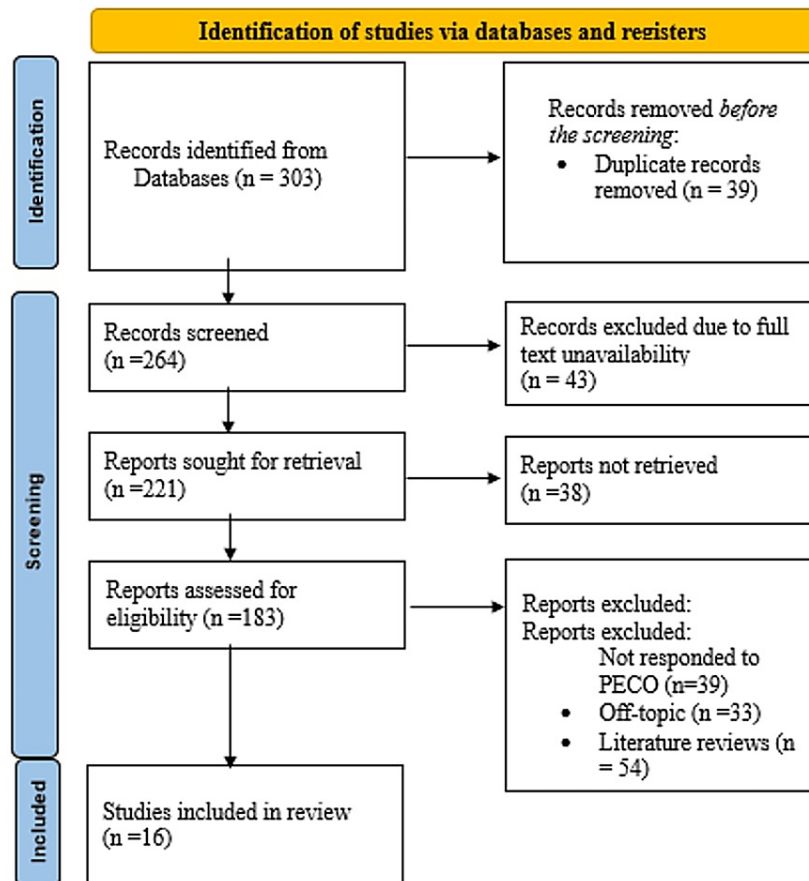 Identification of studies via databases and registers
Identification
Records identified from
Databases (n = 303)
Records removed before
the screening:
• Duplicate records
removed (n = 39)
Screening
Records screened
(n =264)
Records excluded due to full
text unavailability
(n = 43)
Reports sought for retrieval
(n =221)
Reports not retrieved
(n =38)
Reports assessed for
eligibility (n =183)
Reports excluded:
Reports excluded:
Not responded to
PECO (n=39)
• Off-topic (n =33)
• Literature reviews (n
= 54)
Included
Studies included in review
(n =16)